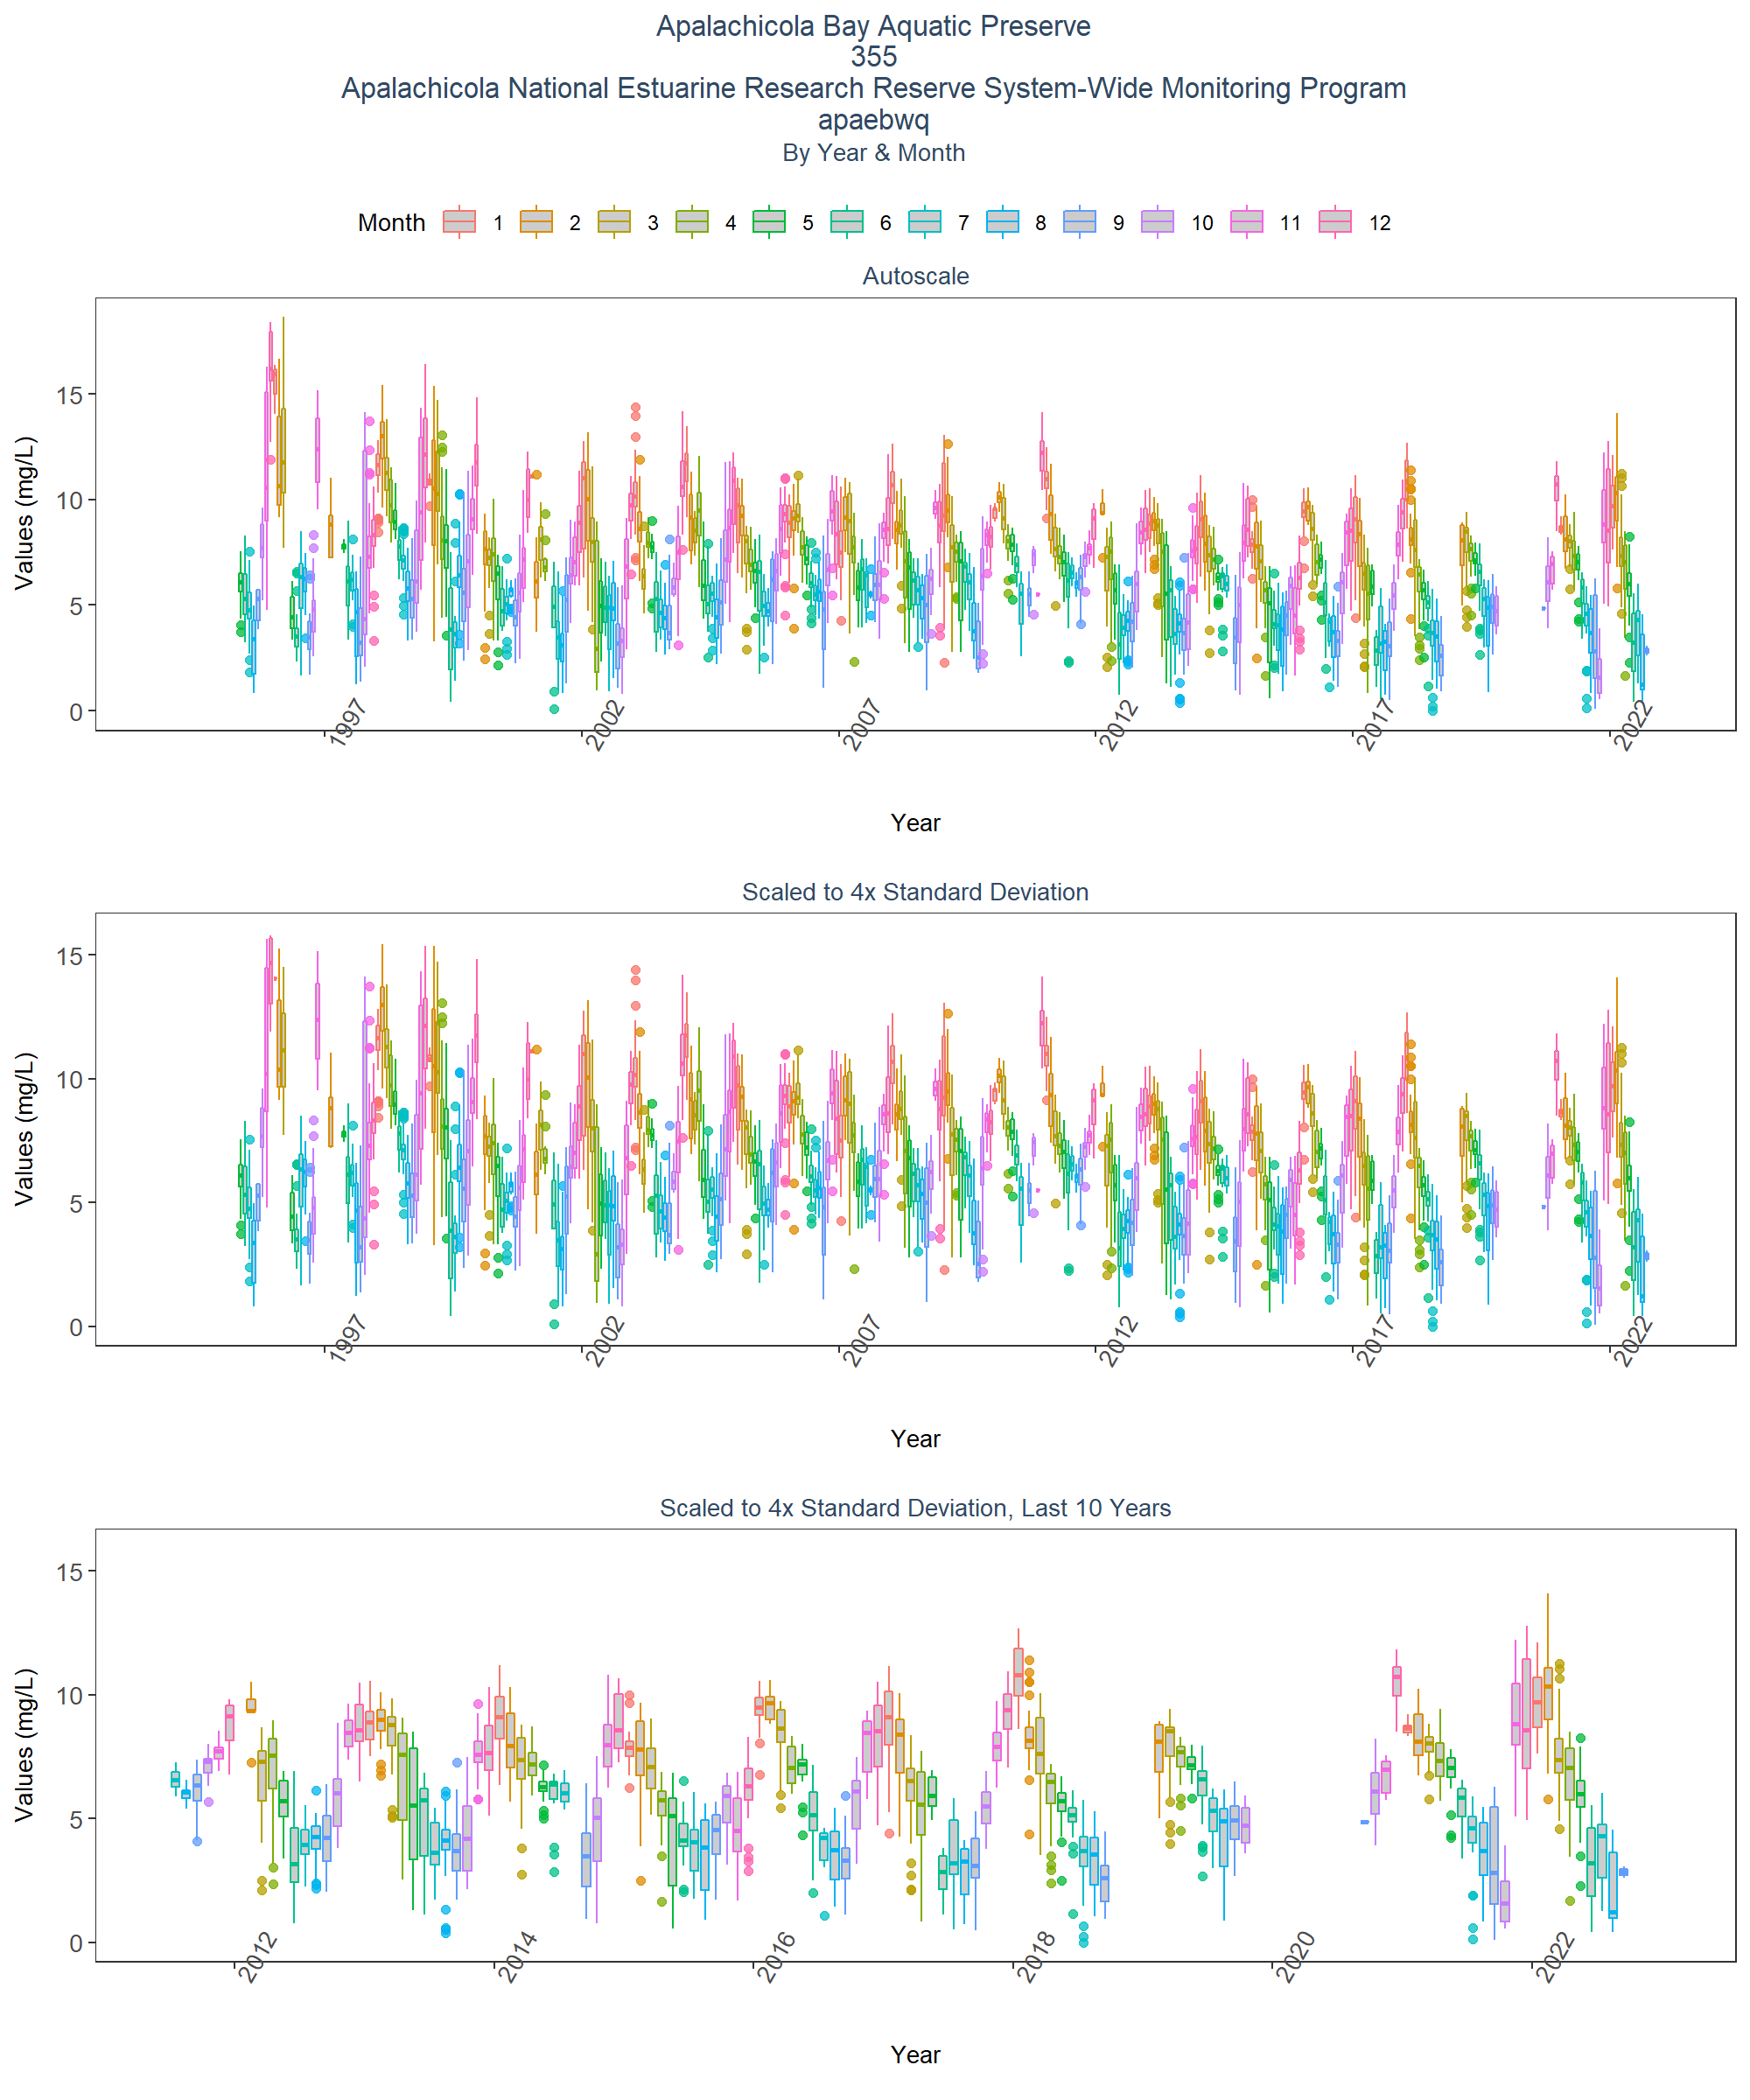 Apalachicola Bay Aquatic Preserve
355
Apalachicola National Estuarine Research Reserve System-Wide Monitoring Program
apaebwq
By Year & Month
Month 1 2 3 4 5 6 7 8 9 10 11 12
Autoscale
Values (mg/L)
15
10
5
0
1997 2002 2007 2012 2017 2022
Year
Scaled to 4x Standard Deviation
Values (mg/L)
15
10
5
0
1997 2002 2007 2012 2017 2022
Year
Scaled to 4x Standard Deviation, Last 10 Years
Values (mg/L)
15
10
5
0
2012 2014 2016 2018 2020 2022
Year